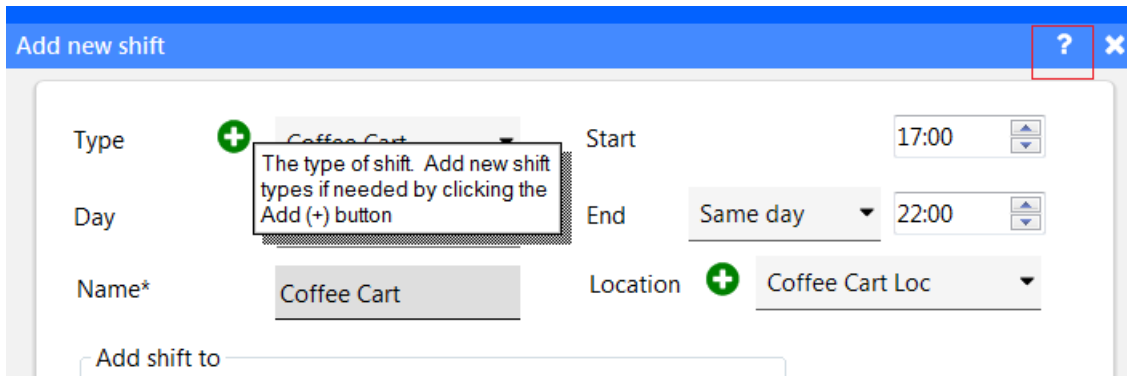 Add new shift ?
Type Coffee Cart Start 17:00
The type of shift. Add new shift
types if needed by clicking the
Add (+) button
Day End Same day 22:00
Name* Coffee Cart Location Coffee Cart Loc
Add shift to